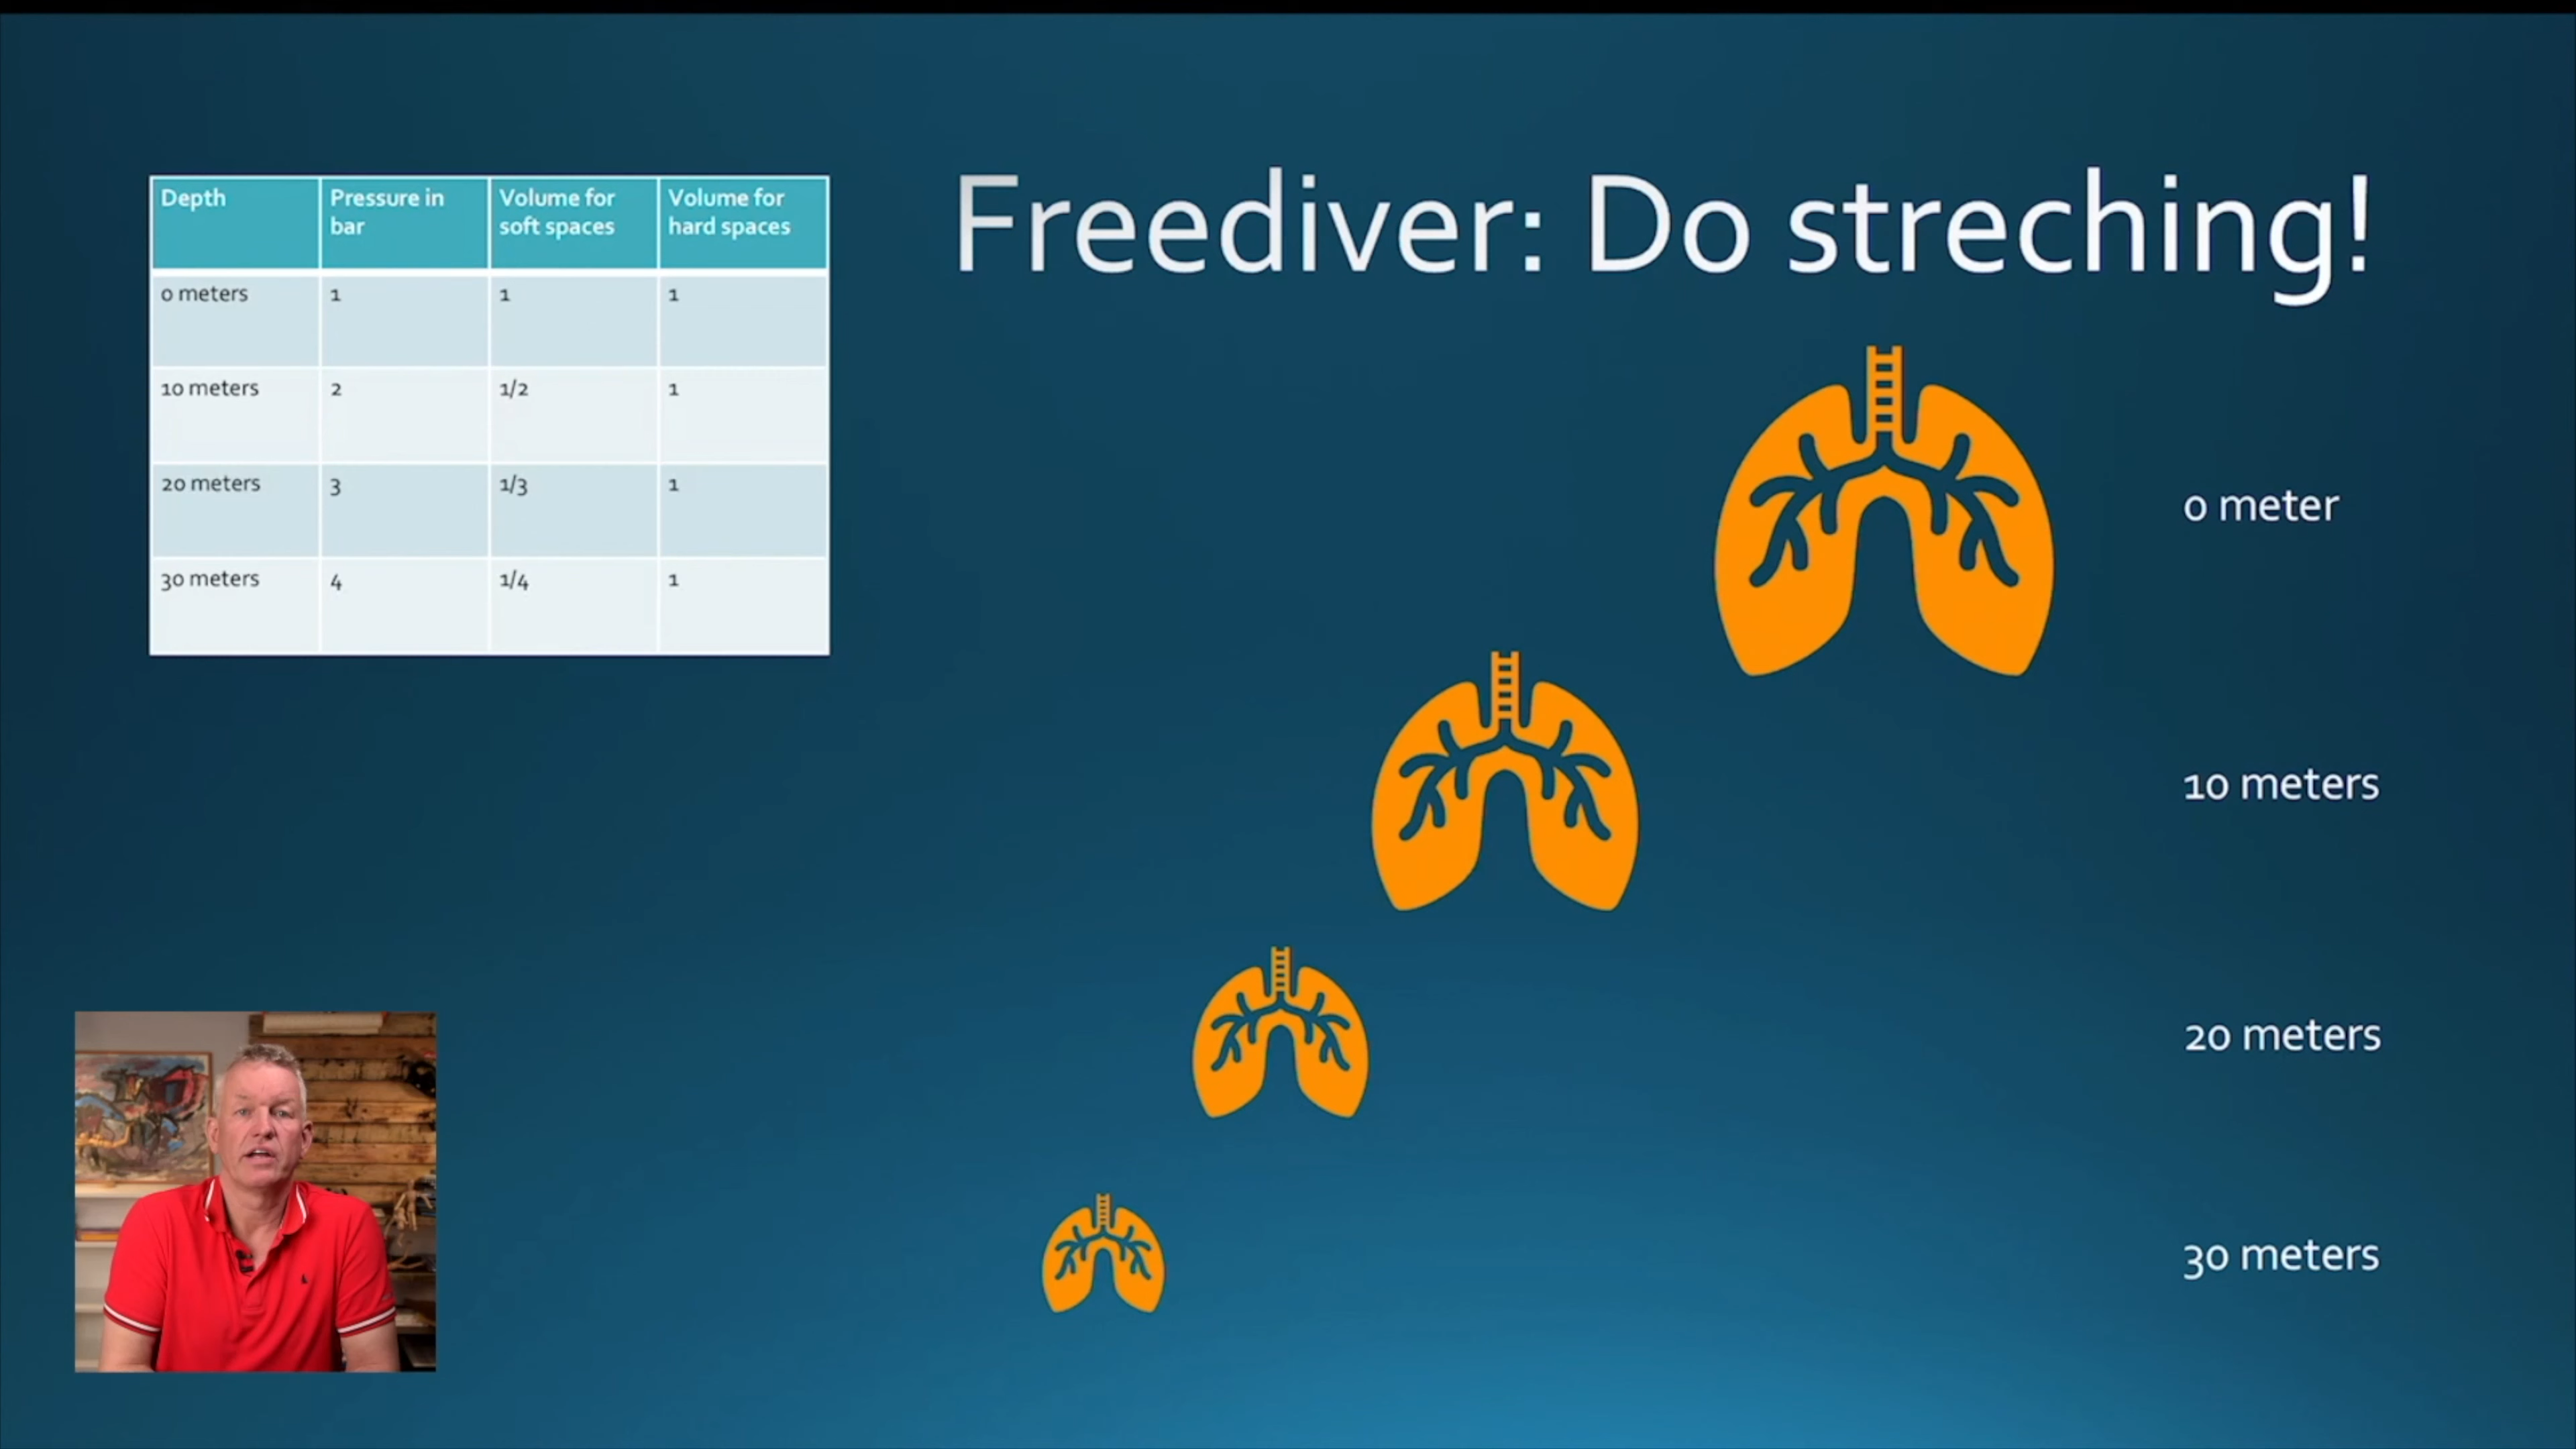 Freediver: Do streching!
Depth Pressure in bar Volume for soft spaces Volume for hard spaces
0 meters 1 1 1
10 meters 2 1/2 1
20 meters 3 1/3 1
30 meters 4 1/4 1
0 meter
10 meters
20 meters
30 meters